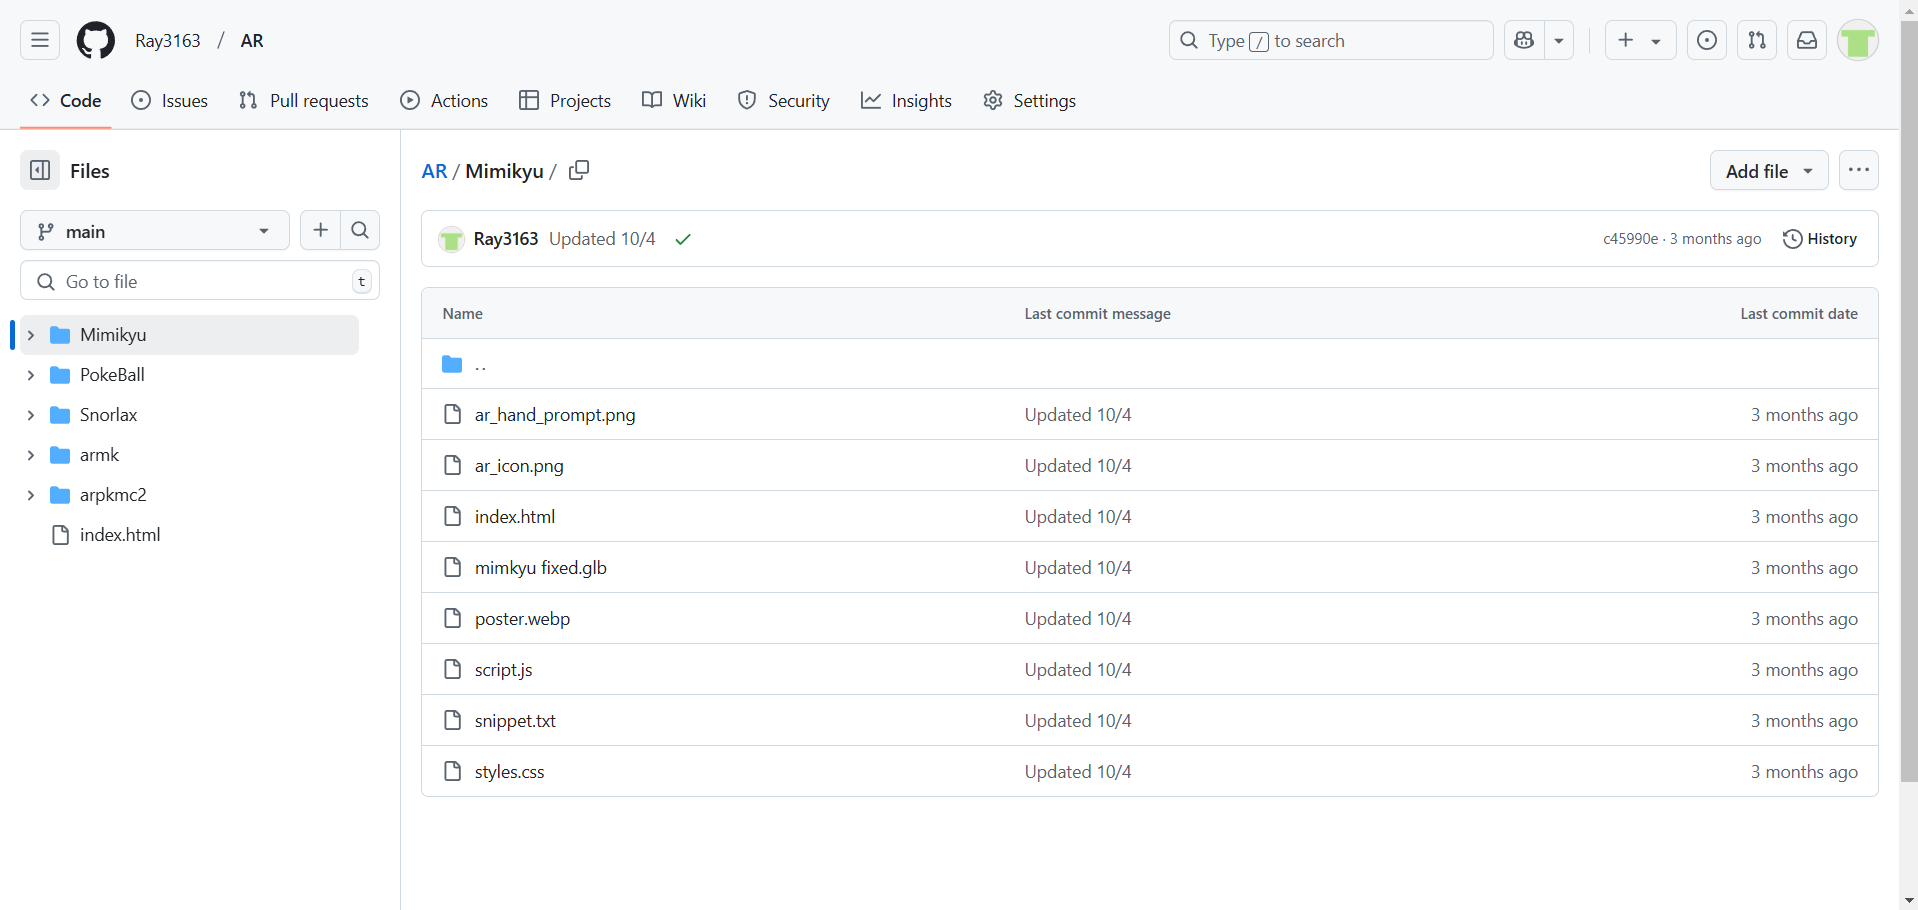 Ray3163 / AR
Type / to search
Code
Issues
Pull requests
Actions
Projects
Wiki
Security
Insights
Settings
Files
main
Go to file
t
Mimikyu
PokeBall
Snorlax
armk
arpkmc2
index.html
AR / Mimikyu /
Add file
Ray3163 Updated 10/4
c45990e · 3 months ago
History
Name Last commit message Last commit date
..
ar_hand_prompt.png Updated 10/4 3 months ago
ar_icon.png Updated 10/4 3 months ago
index.html Updated 10/4 3 months ago
mimkyu fixed.glb Updated 10/4 3 months ago
poster.webp Updated 10/4 3 months ago
script.js Updated 10/4 3 months ago
snippet.txt Updated 10/4 3 months ago
styles.css Updated 10/4 3 months ago